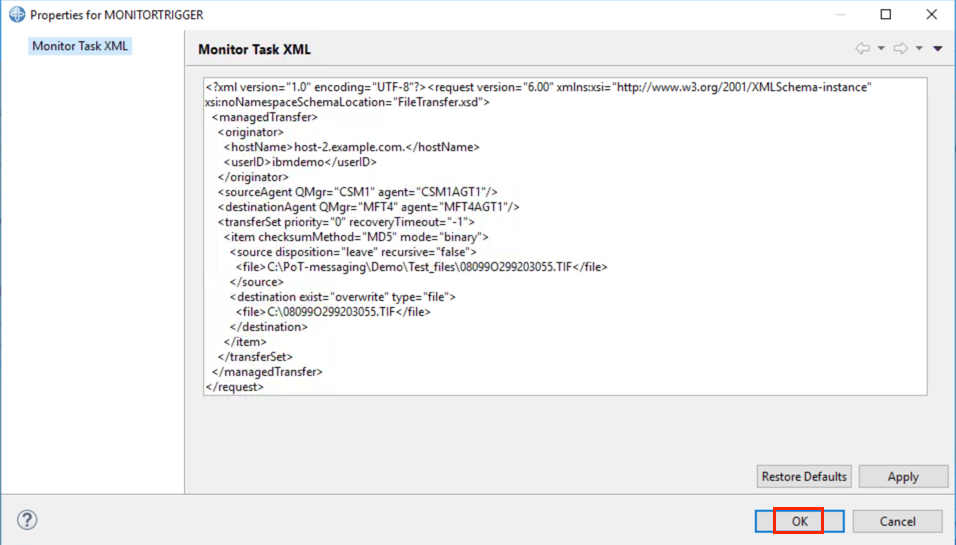 Properties for MONITORTRIGGER
Monitor Task XML
Monitor Task XML
<?xml version="1.0" encoding="UTF-8"?><request version="6.00" xmlns:xsi="http://www.w3.org/2001/XMLSchema-instance"
xsi:noNamespaceSchemaLocation="FileTransfer.xsd">
<managedTransfer>
<originator>
<hostName>host-2.example.com.</hostName>
<userID>ibmdemo</userID>
</originator>
<sourceAgent QMgr="CSM1" agent="CSM1AGT1"/>
<destinationAgent QMgr="MFT4" agent="MFT4AGT1"/>
<transferSet priority="0" recoveryTimeout="-1">
<item checksumMethod="MD5" mode="binary">
<source disposition="leave" recursive="false">
<file>C:\PoT-messaging\Demo\Test_files\08099O299203055.TIF</file>
</source>
<destination exist="overwrite" type="file">
<file>C:\08099O299203055.TIF</file>
</destination>
</item>
</transferSet>
</managedTransfer>
</request>
Restore Defaults
Apply
?
OK
Cancel